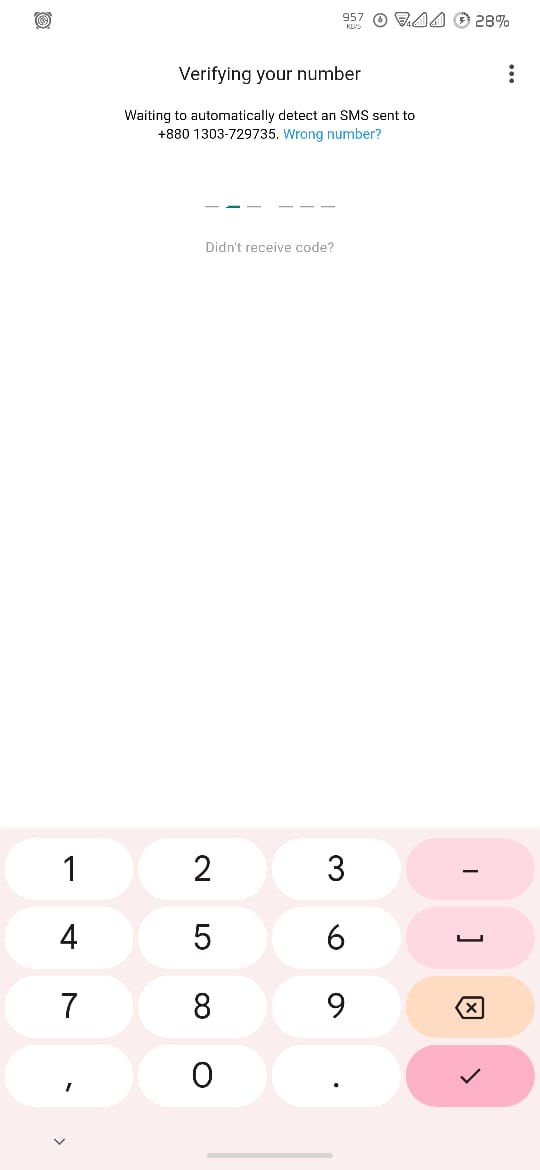 957
KB/S
28%
Verifying your number
Waiting to automatically detect an SMS sent to
+880 1303-729735. Wrong number?
Didn't receive code?
1 2 3 –
4 5 6
7 8 9
, 0 .